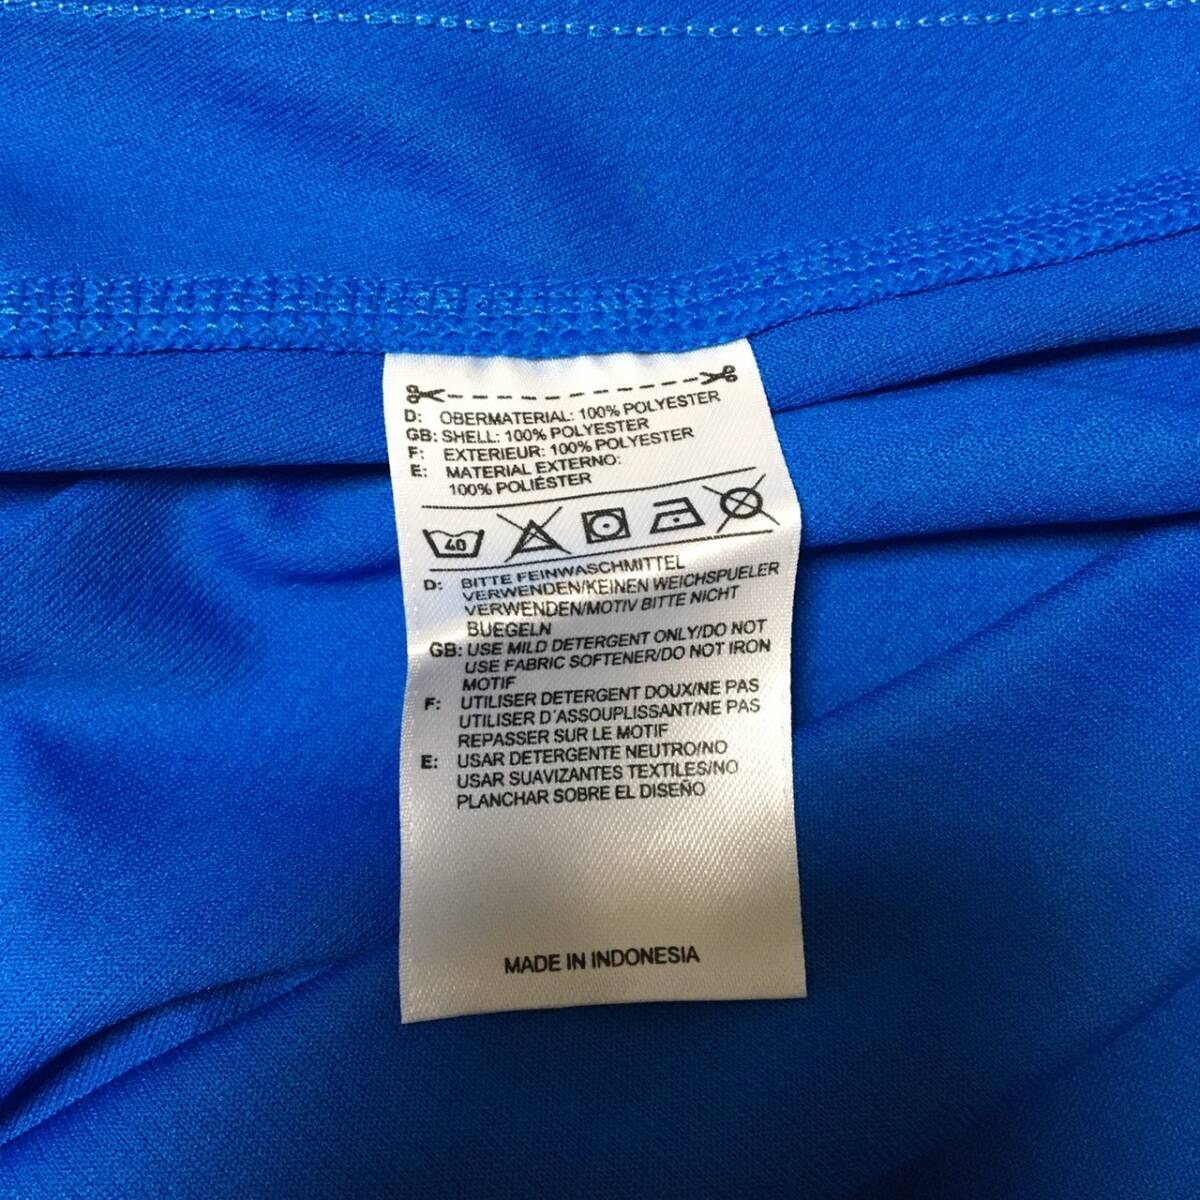 D: OBERMATERIAL: 100% POLYESTER
GB: SHELL: 100% POLYESTER
F: EXTERIEUR: 100% POLYESTER
E: MATERIAL EXTERNO:
100% POLIÉSTER
40
D: BITTE FEINWASCHMITTEL
VERWENDEN/KEINEN WEICHSPUELER
VERWENDEN/MOTIV BITTE NICHT
BUEGELN
GB: USE MILD DETERGENT ONLY/DO NOT
USE FABRIC SOFTENER/DO NOT IRON
MOTIF
F: UTILISER DETERGENT DOUX/NE PAS
UTILISER D´ASSOUPLISSANT/NE PAS
REPASSER SUR LE MOTIF
E: USAR DETERGENTE NEUTRO/NO
USAR SUAVIZANTES TEXTILES/NO
PLANCHAR SOBRE EL DISEÑO
MADE IN INDONESIA